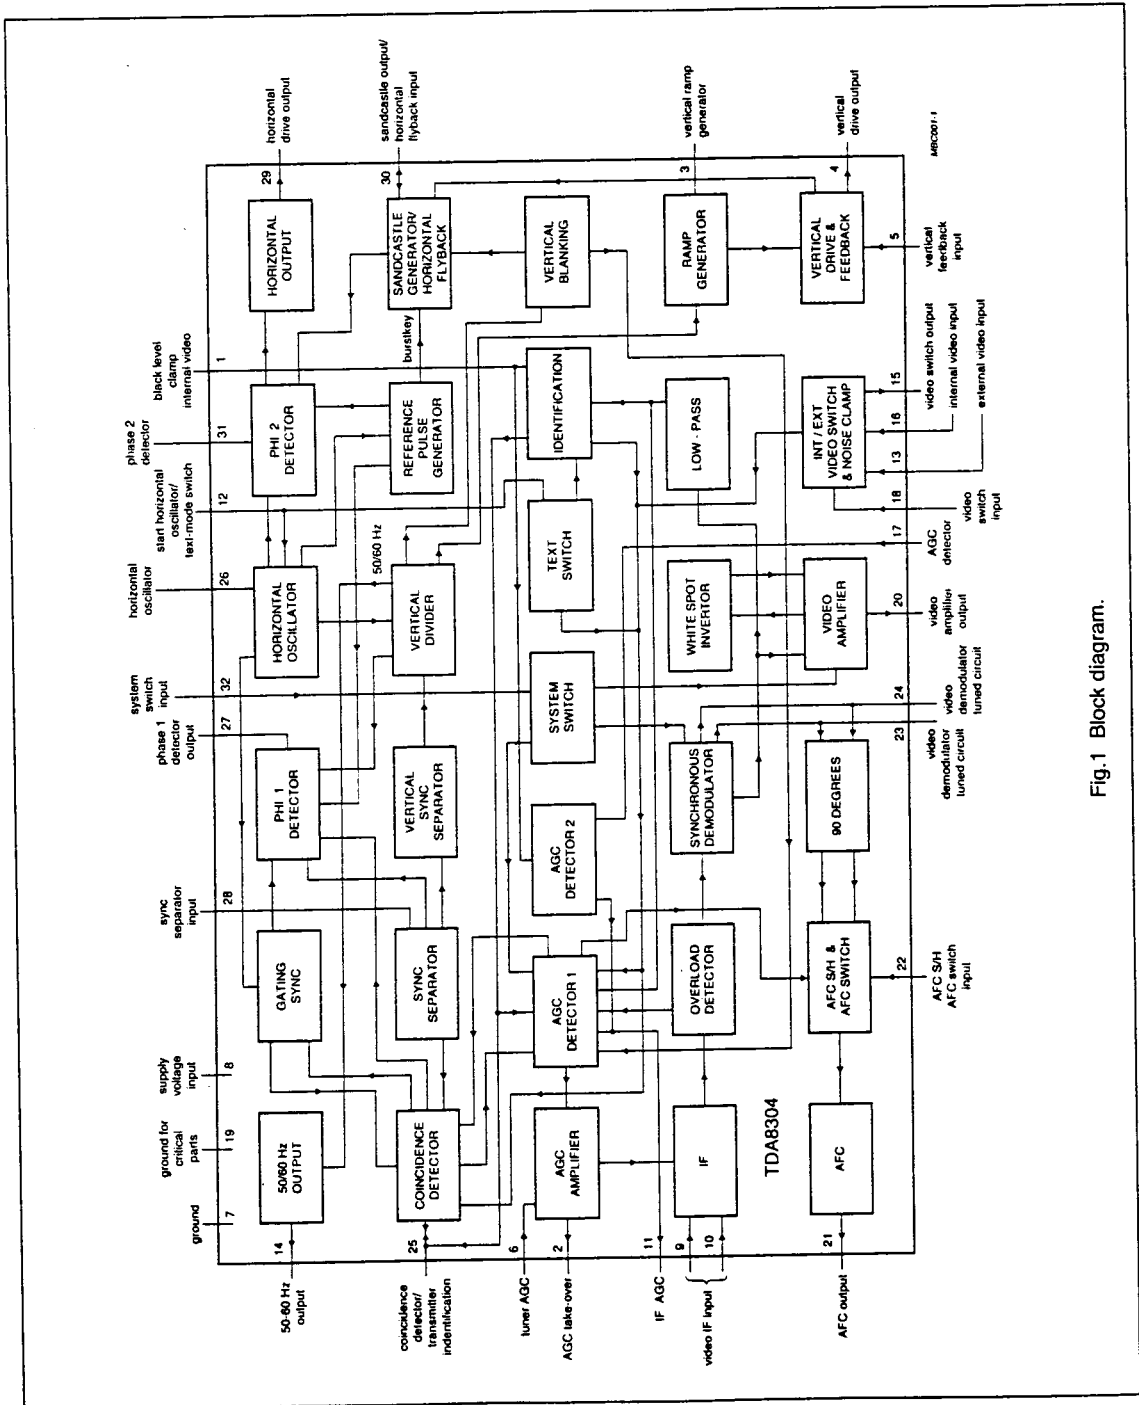 horizontal
drive output
29
sandcastle output/
horizontal
flyback input
30
vertical ramp
generator
3
vertical
drive output
4
MBC001-1
HORIZONTAL
OUTPUT
SANDCASTLE
GENERATOR/
HORIZONTAL
FLYBACK
VERTICAL
BLANKING
RAMP
GENERATOR
VERTICAL
DRIVE &
FEEDBACK
5
vertical
feedback
input
black level
clamp
internal video
1
burstkey
phase 2
detector
31
PHI 2
DETECTOR
REFERENCE
PULSE
GENERATOR
IDENTIFICATION
LOW - PASS
INT / EXT
VIDEO SWITCH
& NOISE CLAMP
15
video switch output
16
internal video input
13
external video input
18
video
switch
input
start horizontal
oscillator/
text-mode switch
12
17
AGC
detector
horizontal
oscillator
26
HORIZONTAL
OSCILLATOR
50/60 Hz
VERTICAL
DIVIDER
TEXT
SWITCH
WHITE SPOT
INVERTOR
VIDEO
AMPLIFIER
20
video
amplifier
output
system
switch
input
32
SYSTEM
SWITCH
24
video
demodulator
tuned circuit
phase 1
detector
output
27
PHI 1
DETECTOR
VERTICAL
SYNC
SEPARATOR
AGC
DETECTOR 2
SYNCHRONOUS
DEMODULATOR
90 DEGREES
23
video
demodulator
tuned circuit
sync
separator
input
28
GATING
SYNC
SYNC
SEPARATOR
AGC
DETECTOR 1
OVERLOAD
DETECTOR
AFC S/H &
AFC SWITCH
22
AFC S/H
AFC switch
input
supply
voltage
input
8
ground for
critical
parts
19
ground
7
50/60 Hz
OUTPUT
COINCIDENCE
DETECTOR
AGC
AMPLIFIER
IF
TDA8304
AFC
14
50-60 Hz
output
25
coincidence
detector/
transmitter
indentification
6
tuner AGC
2
AGC take-over
11
IF AGC
9
10
video IF input
21
AFC output
Fig.1 Block diagram.